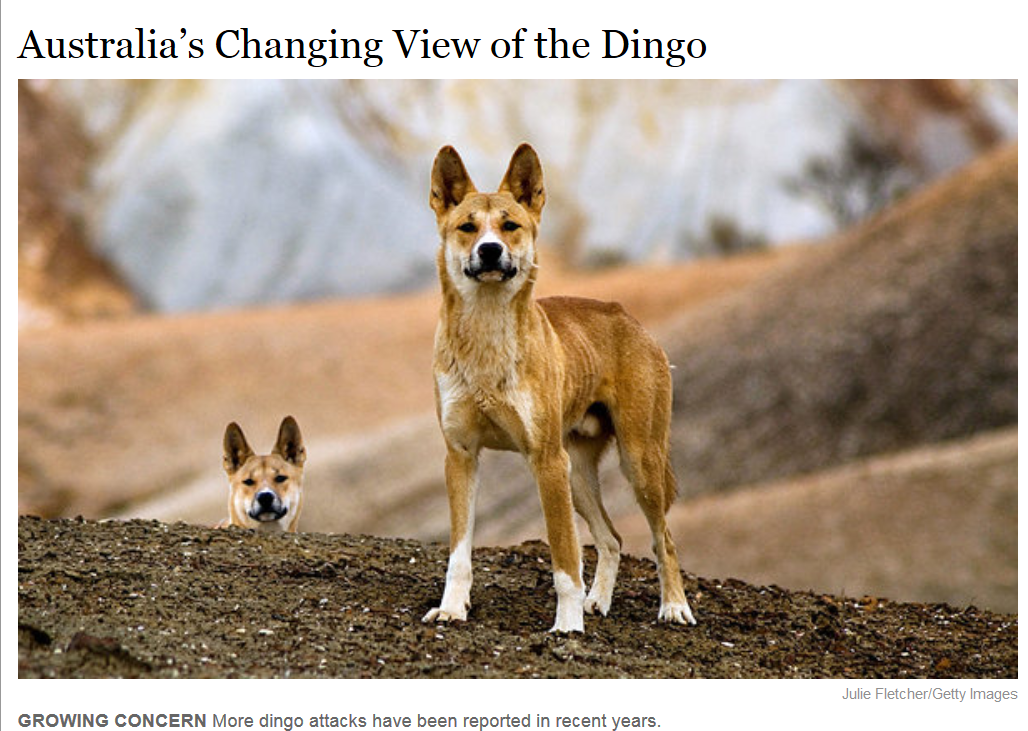 Australia’s Changing View of the Dingo
Julie Fletcher/Getty Images
GROWING CONCERN More dingo attacks have been reported in recent years.